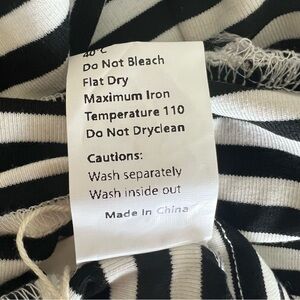 40°C
Do Not Bleach
Flat Dry
Maximum Iron
Temperature 110
Do Not Dryclean
Cautions:
Wash separately
Wash inside out
Made In China